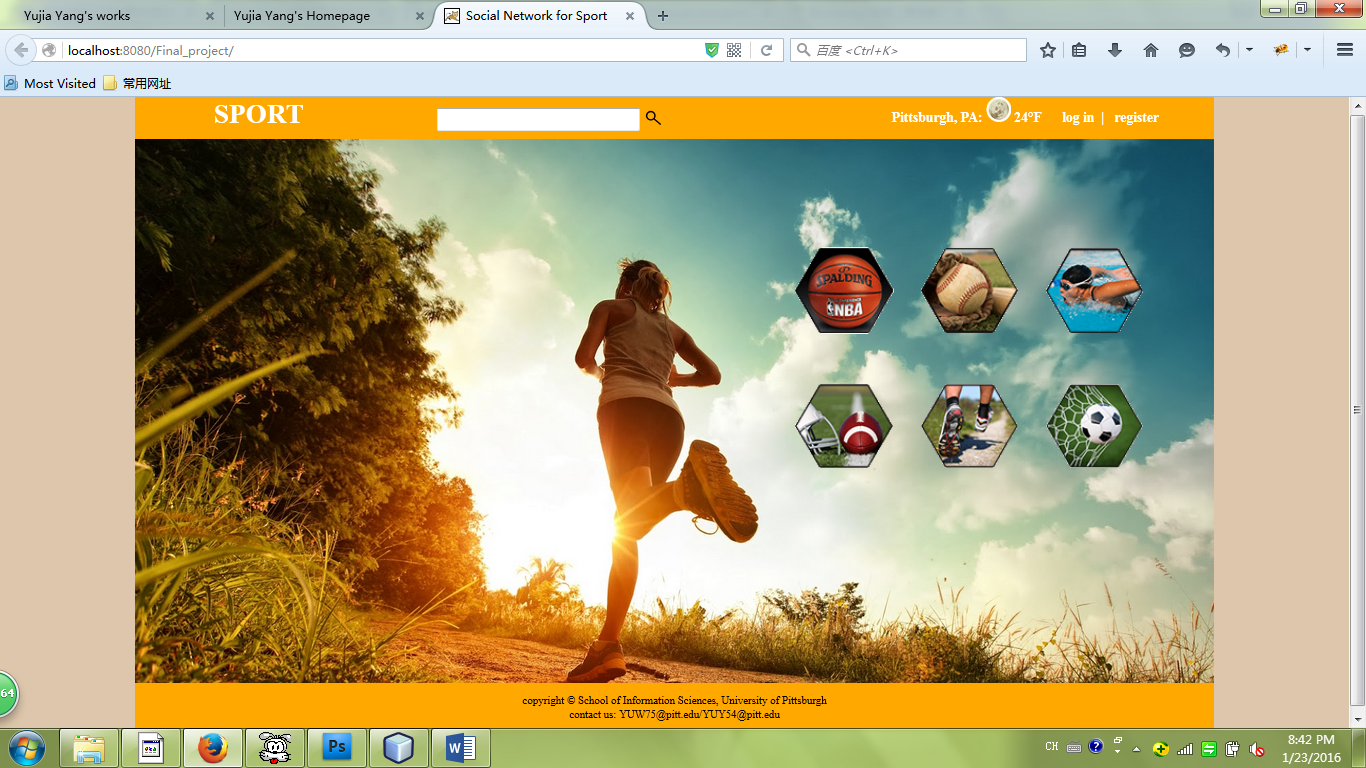 Yujia Yang's works
Yujia Yang's Homepage
Social Network for Sport
localhost:8080/Final_project/
百度 <Ctrl+K>
Most Visited
常用网址
SPORT
Pittsburgh, PA: 24°F log in | register
SPALDING
NBA
64
copyright © School of Information Sciences, University of Pittsburgh
contact us: YUW75@pitt.edu/YUY54@pitt.edu
Ps
W
CH
8:42 PM
1/23/2016